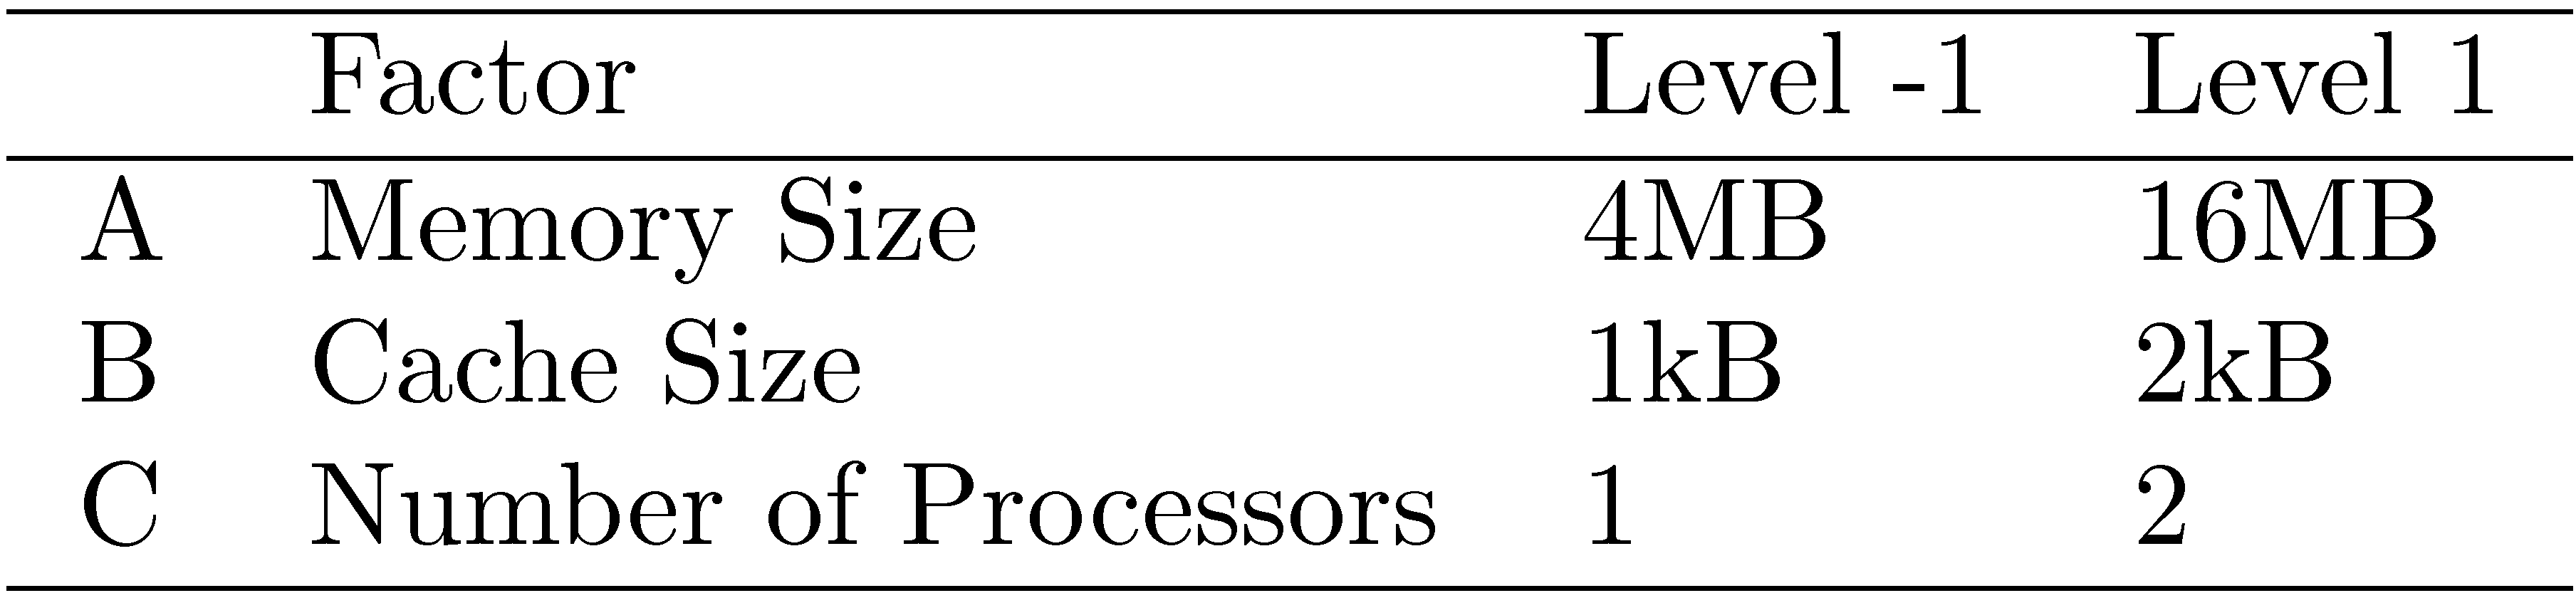 Factor Level -1 Level 1
A Memory Size 4MB 16MB
B Cache Size 1kB 2kB
C Number of Processors 1 2